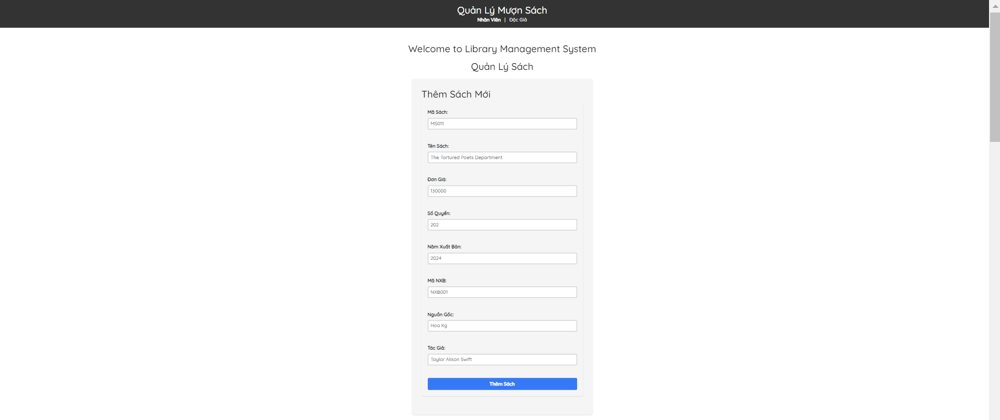 Quản Lý Mượn Sách
Nhân Viên | Độc Giả
Welcome to Library Management System
Quản Lý Sách
Thêm Sách Mới
Mã Sách:
MS011
Tên Sách:
The Tortured Poets Department
Đơn Giá:
130000
Số Quyển:
202
Năm Xuất Bản:
2024
Mã NXB:
NXB001
Nguồn Gốc:
Hoa Kỳ
Tác Giả:
Taylor Alison Swift
Thêm Sách